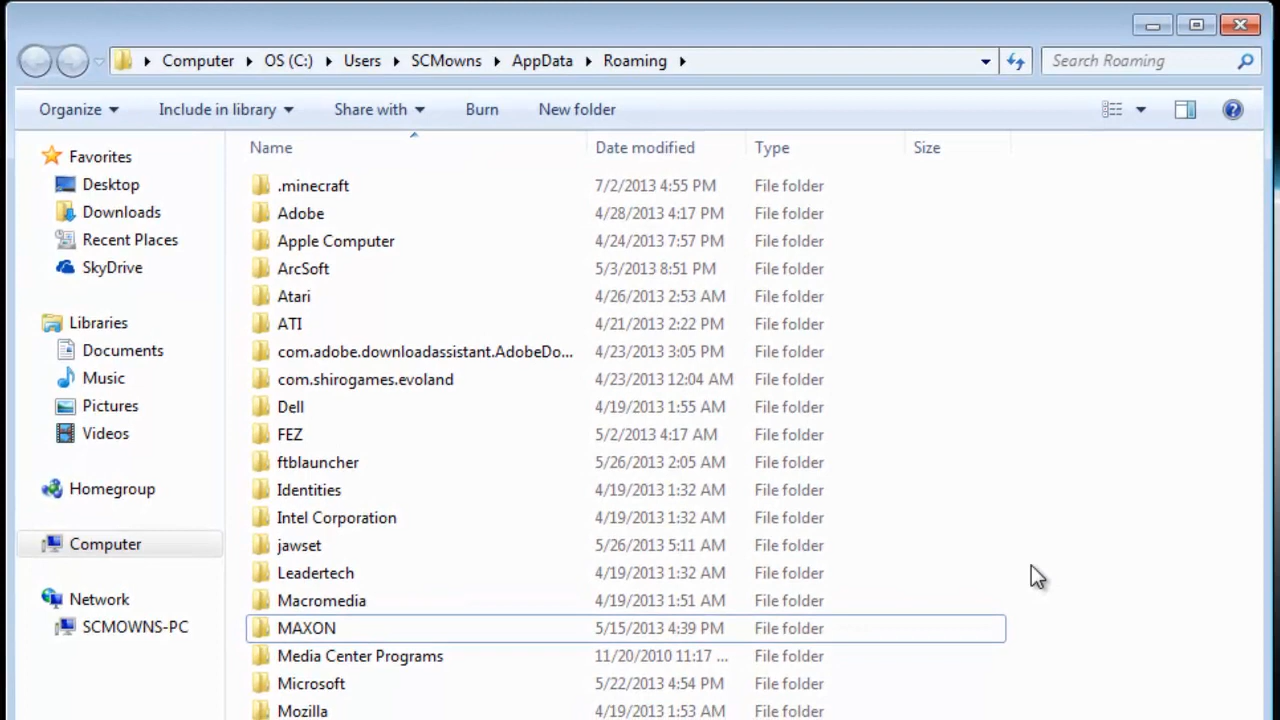 Computer OS (C:) Users SCMowns AppData Roaming Search Roaming
Organize Include in library Share with Burn New folder
Name Date modified Type Size
Favorites
Desktop
Downloads
Recent Places
SkyDrive
Libraries
Documents
Music
Pictures
Videos
Homegroup
Computer
Network
SCMOWNS-PC
.minecraft 7/2/2013 4:55 PM File folder
Adobe 4/28/2013 4:17 PM File folder
Apple Computer 4/24/2013 7:57 PM File folder
ArcSoft 5/3/2013 8:51 PM File folder
Atari 4/26/2013 2:53 AM File folder
ATI 4/21/2013 2:22 PM File folder
com.adobe.downloadassistant.AdobeDo... 4/23/2013 3:05 PM File folder
com.shirogames.evoland 4/23/2013 12:04 AM File folder
Dell 4/19/2013 1:55 AM File folder
FEZ 5/2/2013 4:17 AM File folder
ftblauncher 5/26/2013 2:05 AM File folder
Identities 4/19/2013 1:32 AM File folder
Intel Corporation 4/19/2013 1:32 AM File folder
jawset 5/26/2013 5:11 AM File folder
Leadertech 4/19/2013 1:32 AM File folder
Macromedia 4/19/2013 1:51 AM File folder
MAXON 5/15/2013 4:39 PM File folder
Media Center Programs 11/20/2010 11:17 ... File folder
Microsoft 5/22/2013 4:54 PM File folder
Mozilla 4/19/2013 1:53 AM File folder